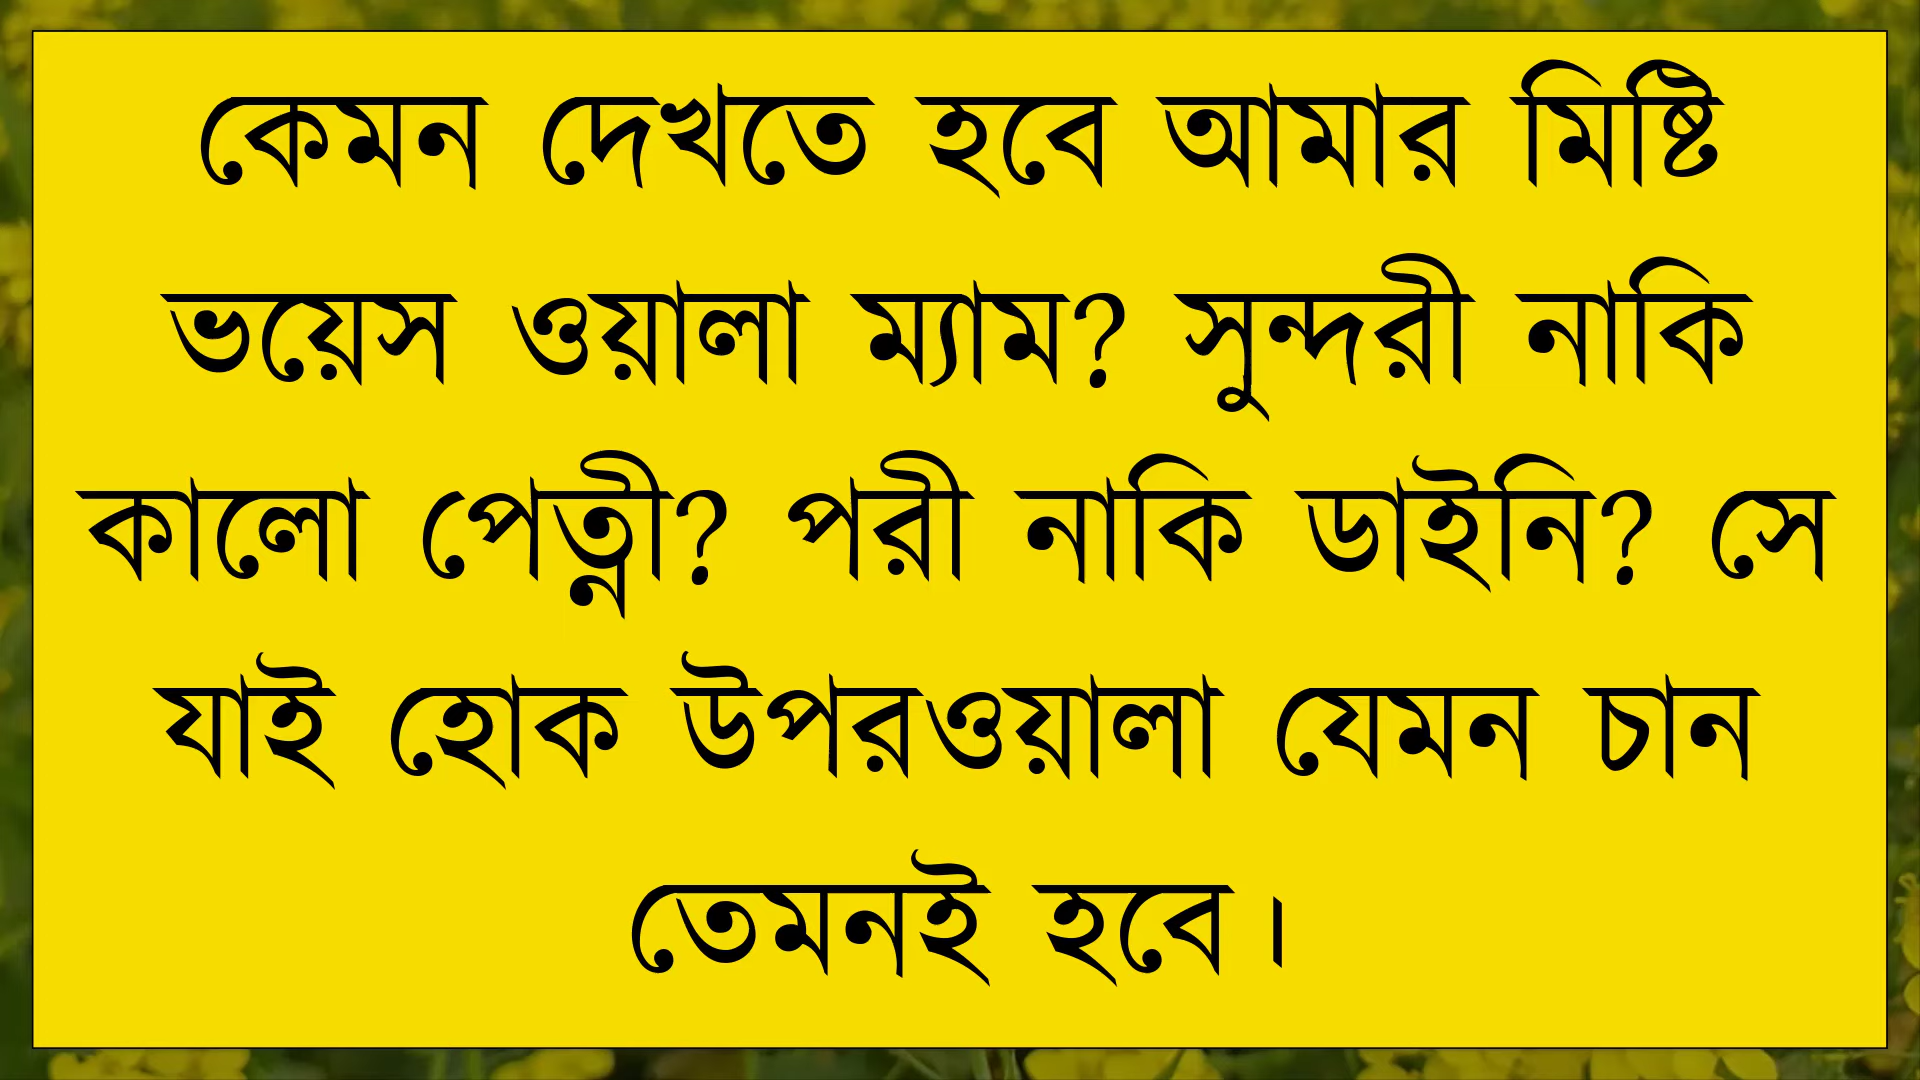 কেমন দেখতে হবে আমার মিষ্টি
ভয়েস ওয়ালা ম্যাম? সুন্দরী নাকি
কালো পেত্নী? পরী নাকি ডাইনি? সে
যাই হোক উপরওয়ালা যেমন চান
তেমনই হবে।